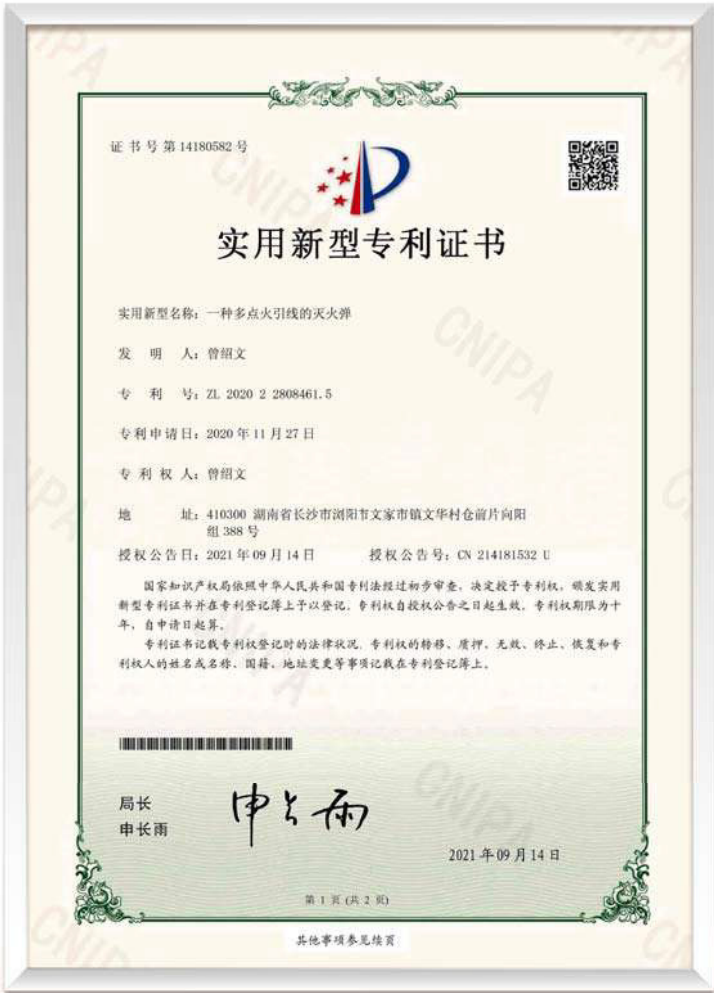 证书号第14180582号
实用新型专利证书
实用新型名称：一种多点火引线的灭火弹
发明人：曾绍文
专利号：ZL 2020 2 2808461.5
专利申请日：2020年11月27日
专利权人：曾绍文
地址：410300 湖南省长沙市浏阳市文家市镇文华村仓前片向阳
组388号
授权公告日：2021年09月14日 授权公告号：CN 214181532 U
国家知识产权局依照中华人民共和国专利法经过初步审查，决定授予专利权，颁发实用
新型专利证书并在专利登记簿上予以登记。专利权自授权公告之日起生效。专利权期限为十
年，自申请日起算。
专利证书记载专利权登记时的法律状况。专利权的转移、质押、无效、终止、恢复和专
利权人的姓名或名称、国籍、地址变更等事项记载在专利登记簿上。
局长
申长雨
申长雨
2021年09月14日
第1页(共2页)
其他事项参见续页
CNIPA
CNIPA
CNIPA
CNIPA